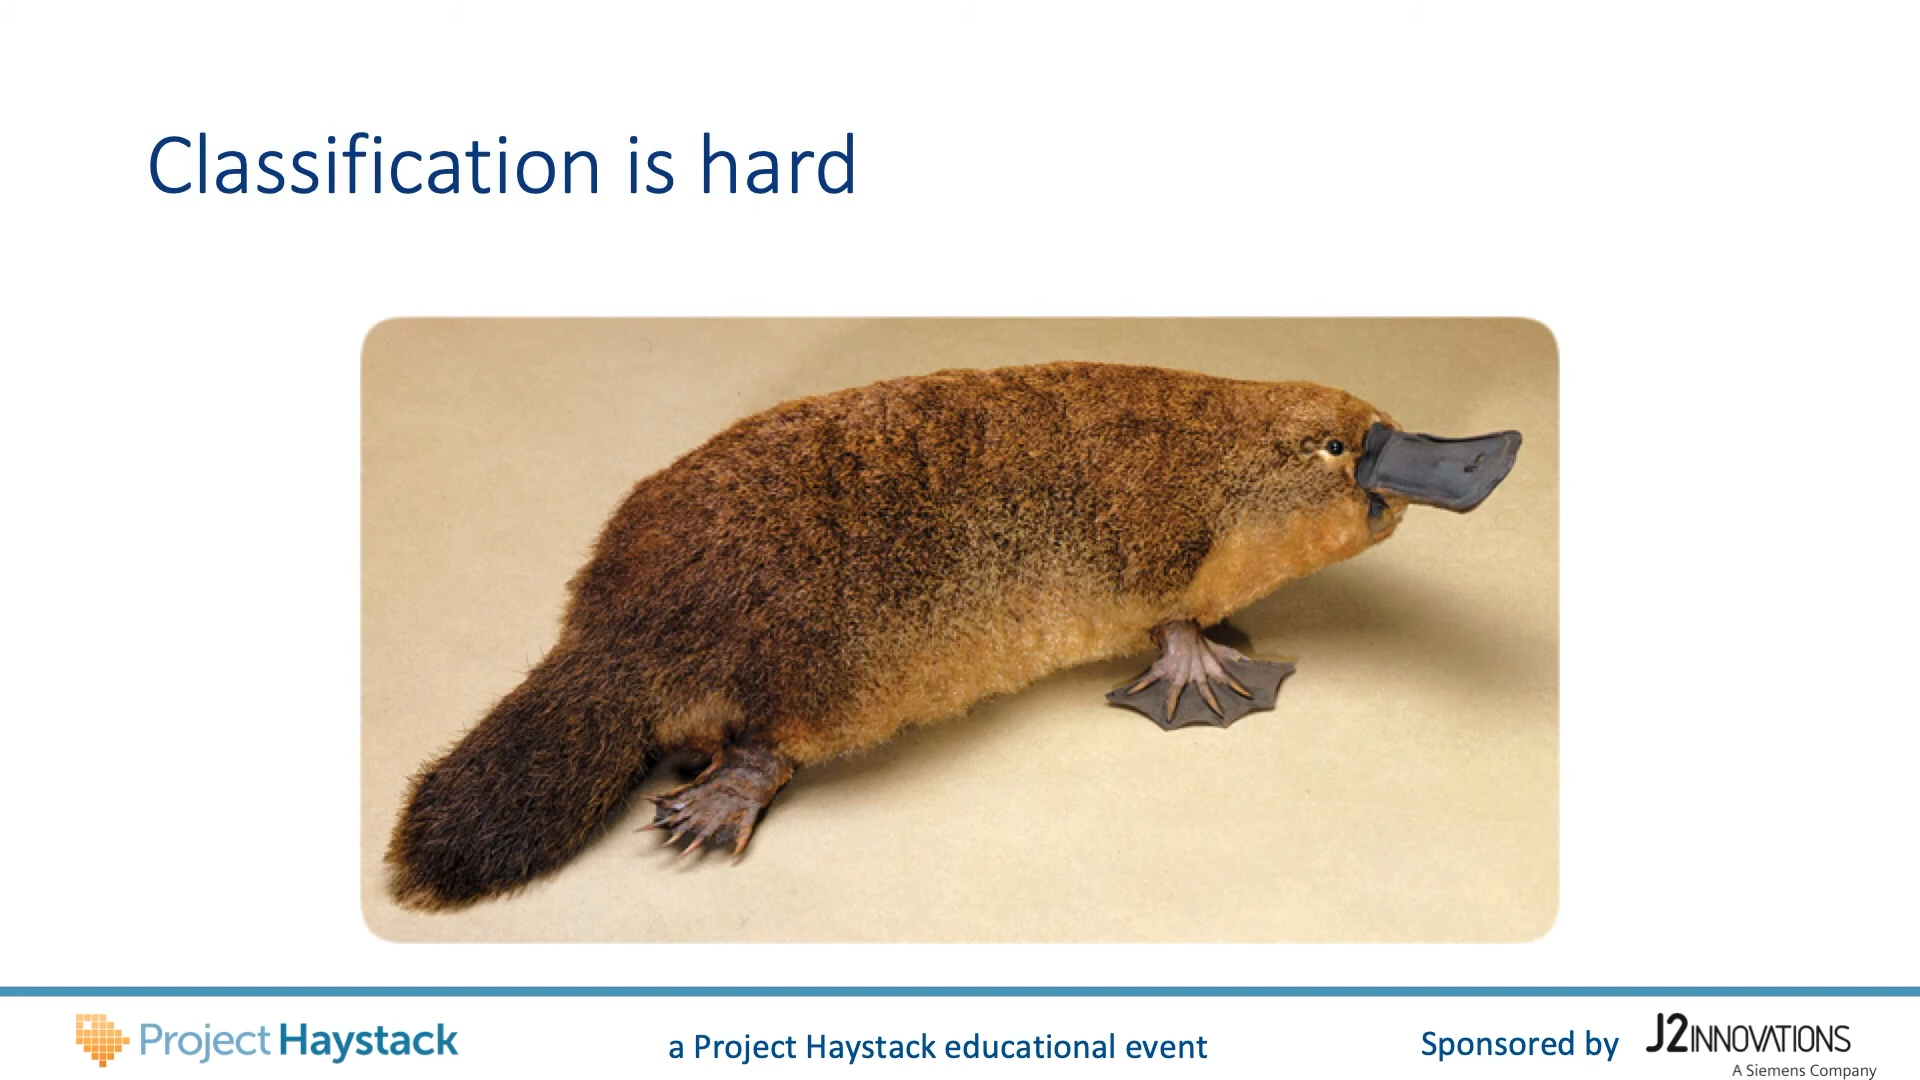 Classification is hard
Project Haystack
a Project Haystack educational event
Sponsored by
J2INNOVATIONS
A Siemens Company